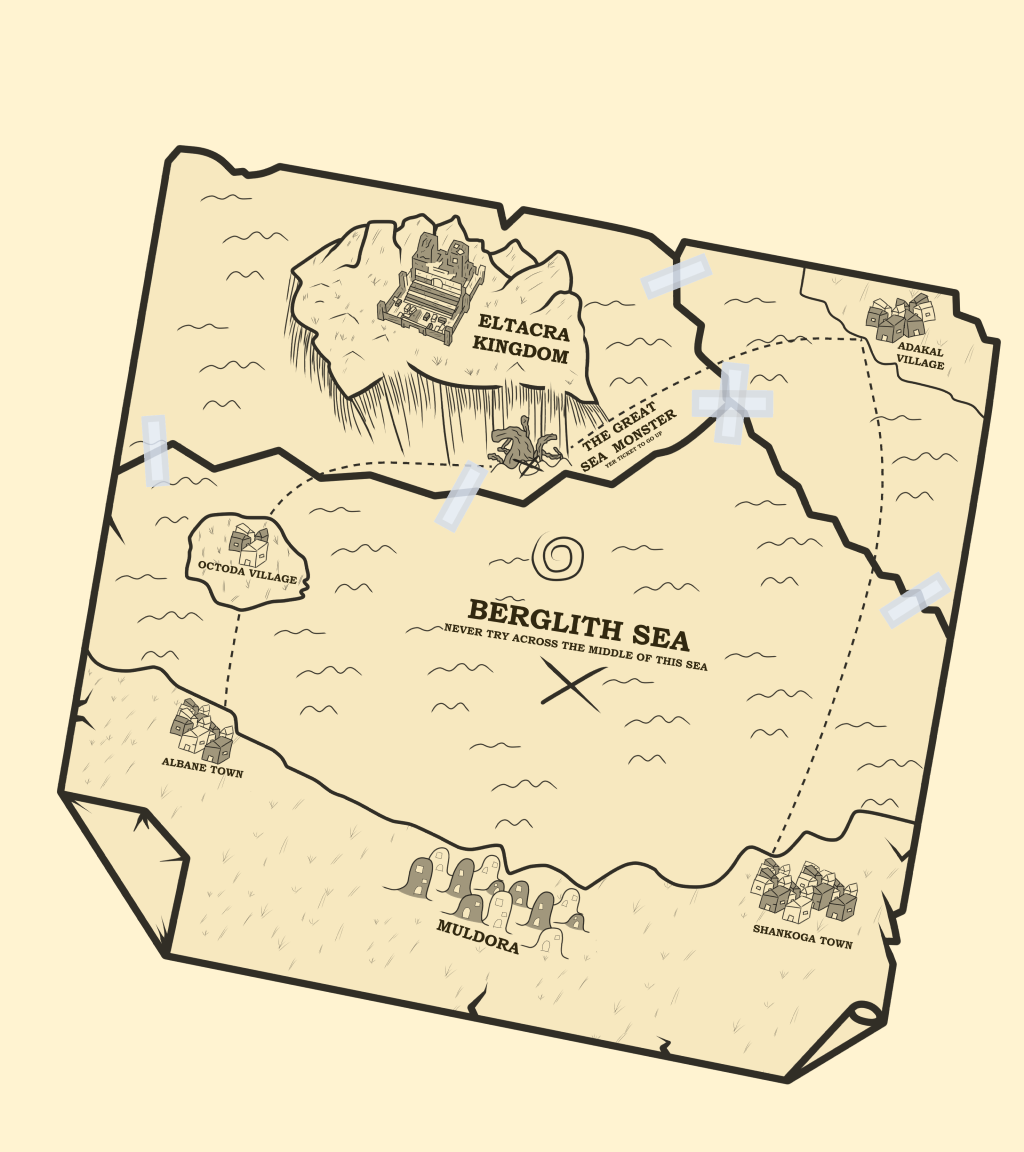 ELTACRA
KINGDOM
ADAKAL
VILLAGE
THE GREAT
SEA MONSTER
YER TICKET TO GO UP
OCTODA VILLAGE
BERGLITH SEA
NEVER TRY ACROSS THE MIDDLE OF THIS SEA
ALBANE TOWN
MULDORA
SHANKOGA TOWN